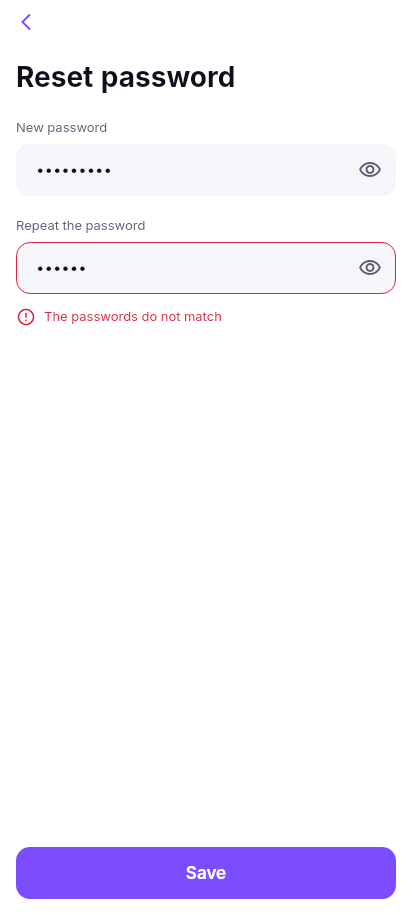 Reset password
New password
•••••••••
Repeat the password
••••••
The passwords do not match
Save